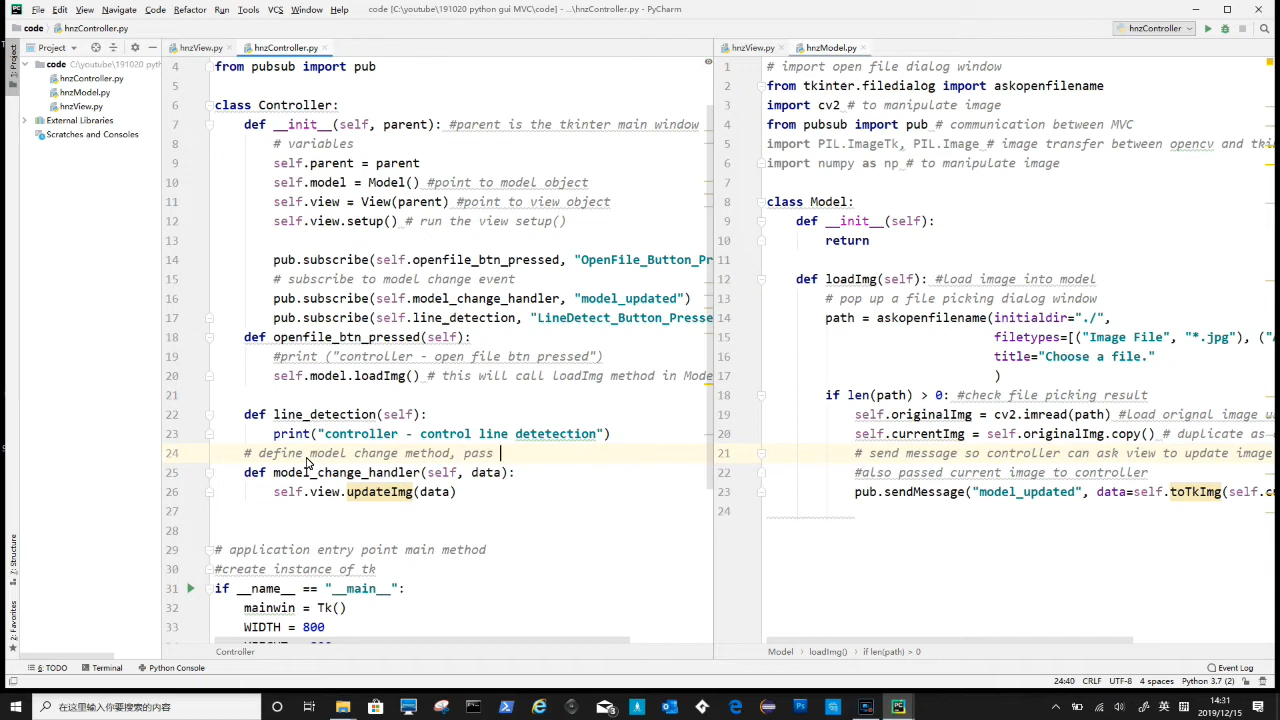 File Edit View Navigate Code Refactor Run Tools VCS Window Help code [C:\youtube\191020 python gui MVC\code] - ...\hnzController.py - PyCharm
code hnzController.py hnzController
Project hnzView.py hnzController.py hnzView.py hnzModel.py
1: Project
code C:\youtube\191020 pyth
hnzController.py
hnzModel.py
hnzView.py
External Libraries
Scratches and Consoles
4 from pubsub import pub
5
6 class Controller:
7 def __init__(self, parent): #parent is the tkinter main window
8 # variables
9 self.parent = parent
10 self.model = Model() #point to model object
11 self.view = View(parent) #point to view object
12 self.view.setup() # run the view setup()
13
14 pub.subscribe(self.openfile_btn_pressed, "OpenFile_Button_Pr
15 # subscribe to model change event
16 pub.subscribe(self.model_change_handler, "model_updated")
17 pub.subscribe(self.line_detection, "LineDetect_Button_Presse
18 def openfile_btn_pressed(self):
19 #print ("controller - open file btn pressed")
20 self.model.loadImg() # this will call loadImg method in Mode
21
22 def line_detection(self):
23 print("controller - control line detetection")
24 # define model change method, pass
25 def model_change_handler(self, data):
26 self.view.updateImg(data)
27
28
29 # application entry point main method
30 #create instance of tk
31 if __name__ == "__main__":
32 mainwin = Tk()
33 WIDTH = 800
Controller
1 # import open file dialog window
2 from tkinter.filedialog import askopenfilename
3 import cv2 # to manipulate image
4 from pubsub import pub # communication between MVC
5 import PIL.ImageTk, PIL.Image # image transfer between opencv and tki
6 import numpy as np # to manipulate image
7
8 class Model:
9 def __init__(self):
10 return
11
12 def loadImg(self): #load image into model
13 # pop up a file picking dialog window
14 path = askopenfilename(initialdir="./",
15 filetypes=[("Image File", "*.jpg"), ("
16 title="Choose a file."
17 )
18 if len(path) > 0: #check file picking result
19 self.originalImg = cv2.imread(path) #load orignal image u
20 self.currentImg = self.originalImg.copy() # duplicate as
21 # send message so controller can ask view to update image
22 #also passed current image to controller
23 pub.sendMessage("model_updated", data=self.toTkImg(self.c
24
Model loadImg() if len(path) > 0
7: Structure
2: Favorites
6: TODO Terminal Python Console Event Log
24:40 CRLF UTF-8 4 spaces Python 3.7 (2)
在这里输入你要搜索的内容
英
14:31
2019/12/15